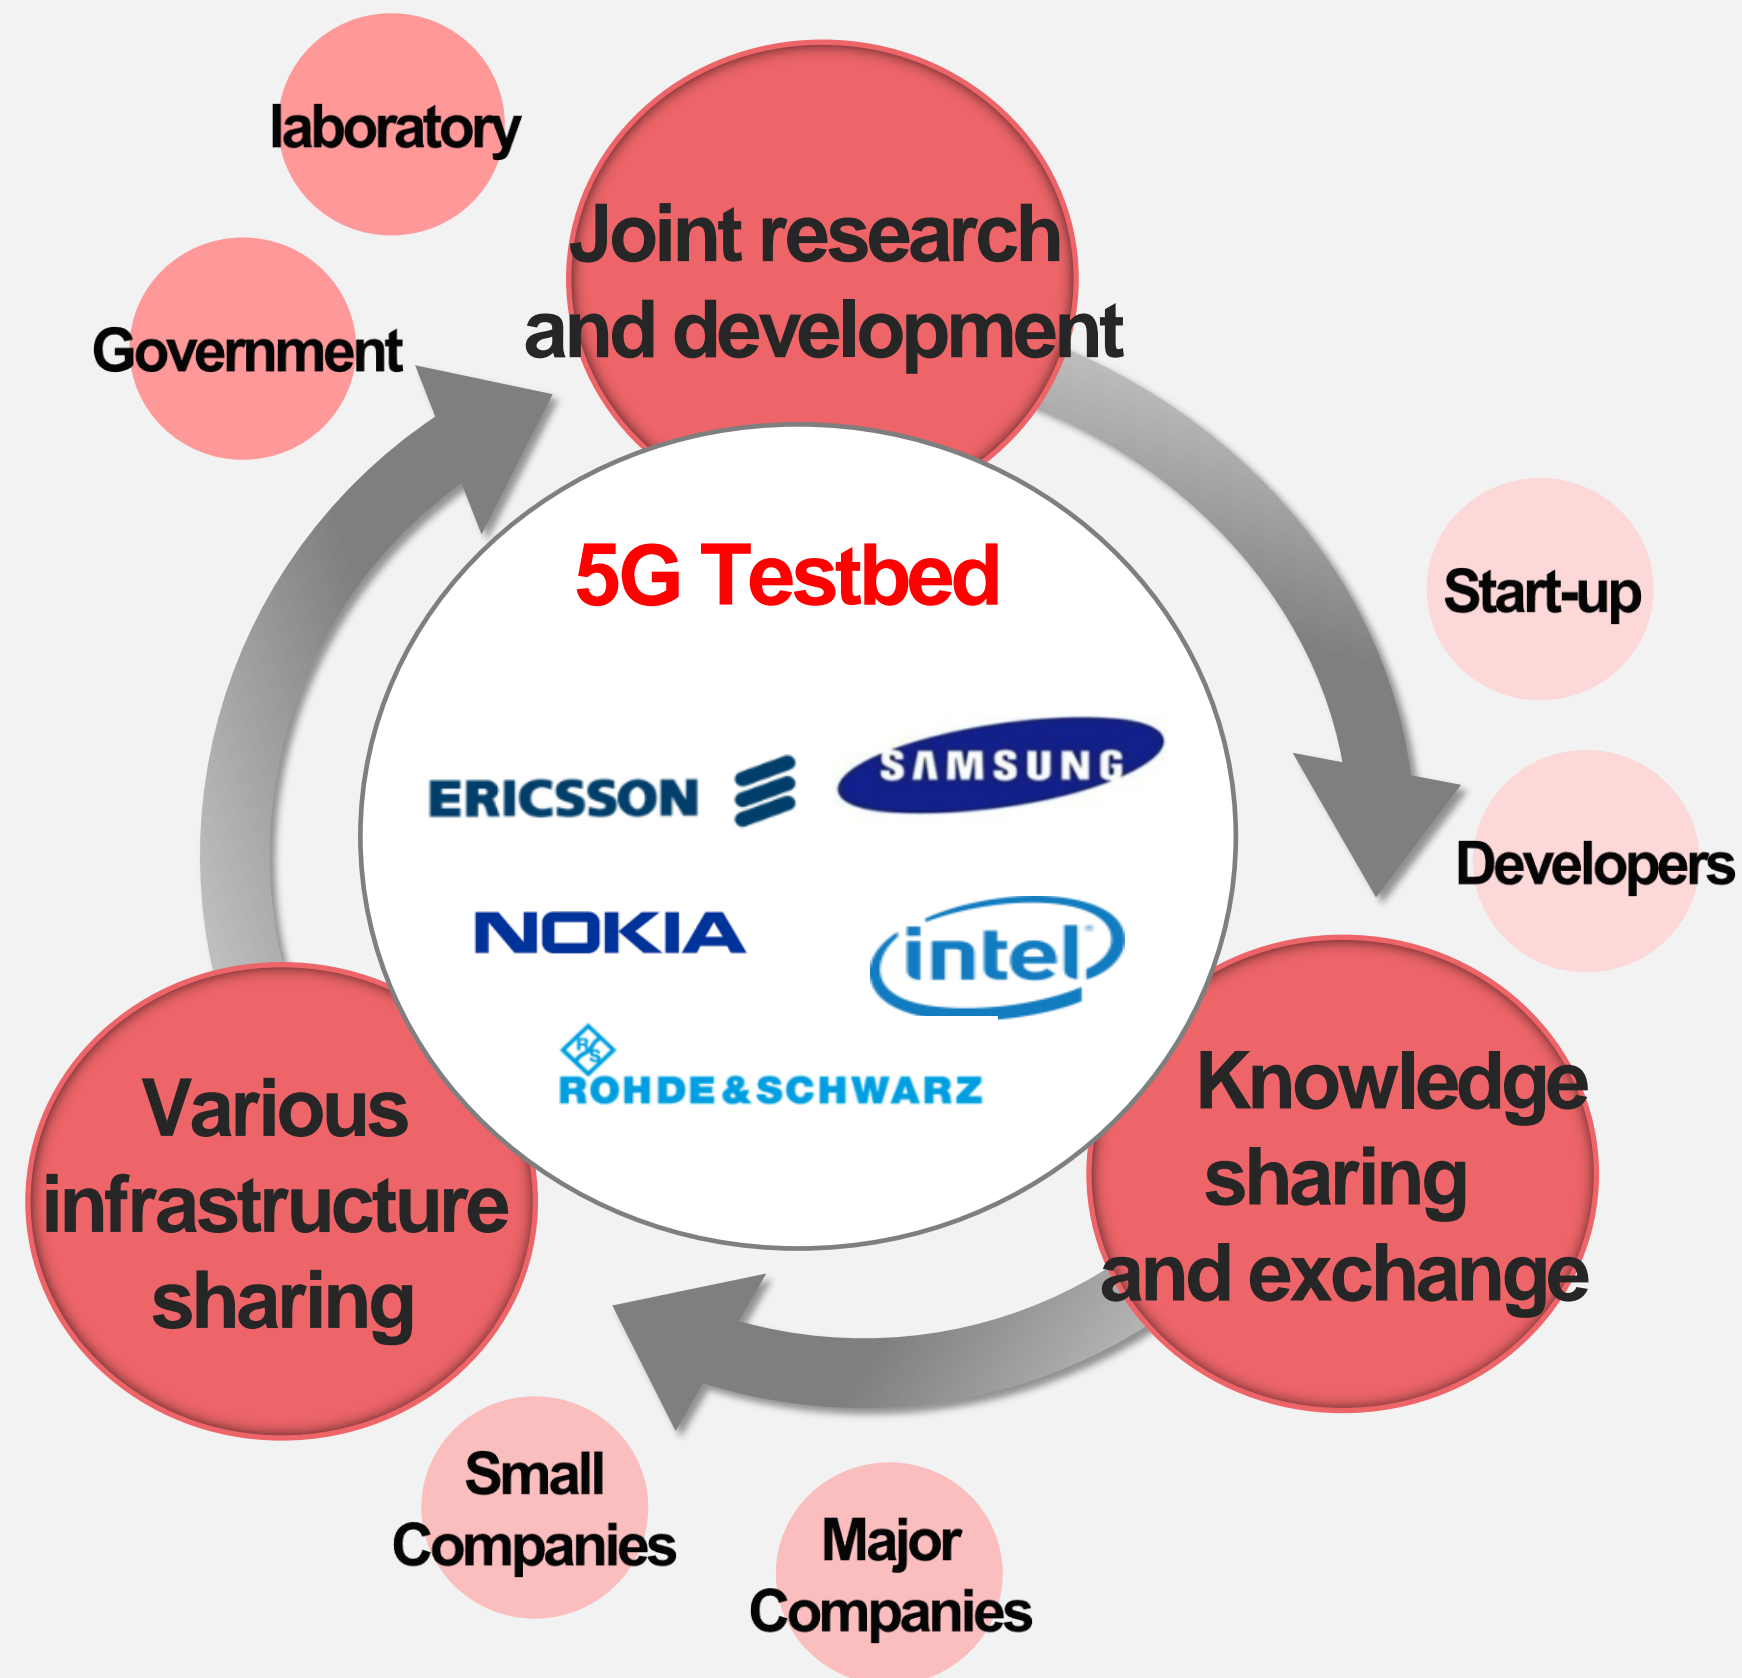 laboratory
Joint research
and development
Government
5G Testbed
Start-up
SAMSUNG
ERICSSON
Developers
NOKIA
intel
R
S
ROHDE&SCHWARZ
Various
infrastructure
sharing
Knowledge
sharing
and exchange
Small
Companies
Major
Companies